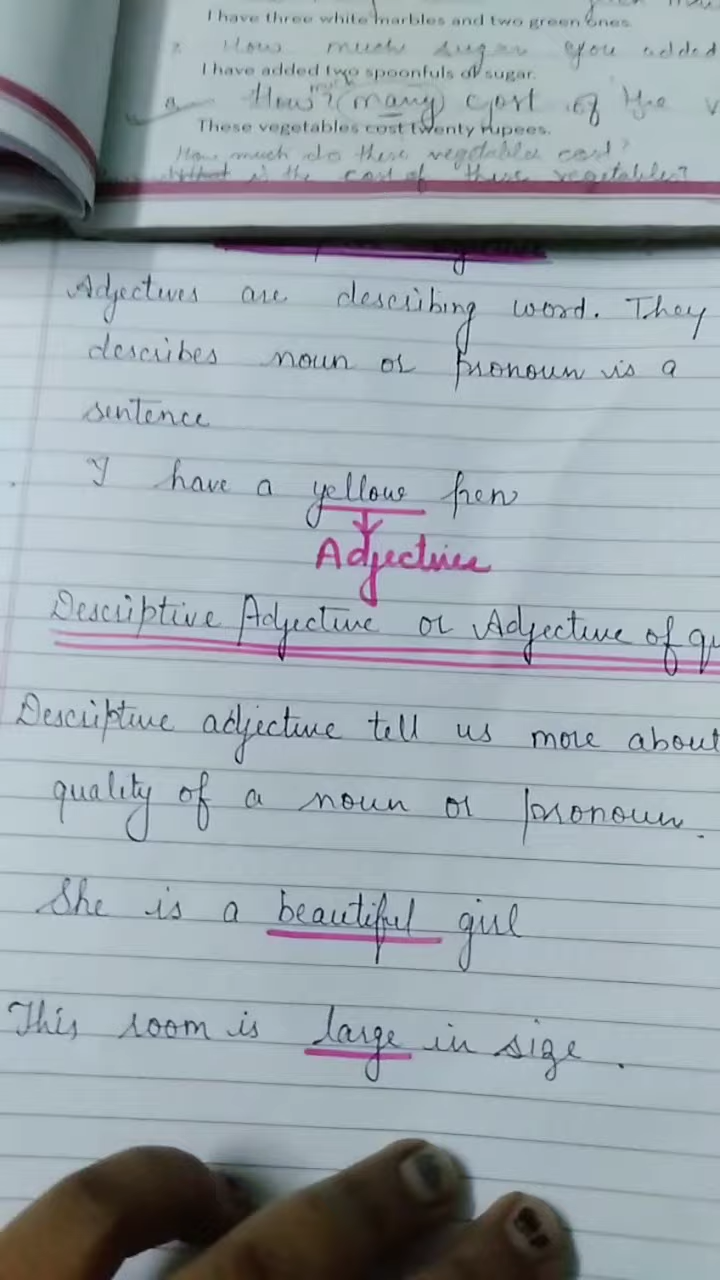 I have three white marbles and two green ones.
How much sugar you added
I have added two spoonfuls of sugar.
How? many cost of the v
These vegetables cost twenty rupees.
How much do these vegetables cost?
What is the cost of these vegetables?
Adjectives are describing word. They
describes noun or pronoun is a
sentence
I have a yellow pen
Adjective
Descriptive Adjective or Adjective of qu
Descriptive adjective tell us more about
quality of a noun or pronoun.
She is a beautiful girl
This room is large in size.